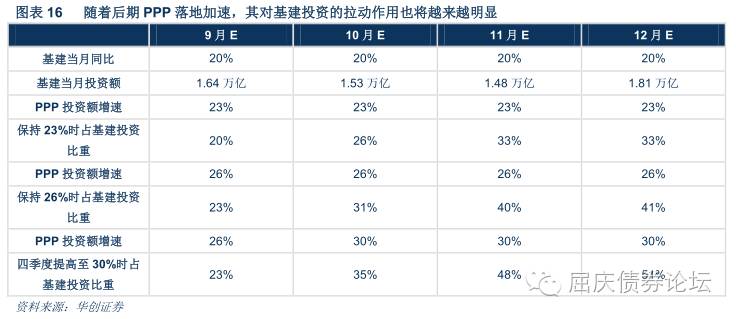 图表 16 随着后期 PPP 落地加速，其对基建投资的拉动作用也将越来越明显
9 月 E 10 月 E 11 月 E 12 月 E
基建当月同比 20% 20% 20% 20%
基建当月投资额 1.64 万亿 1.53 万亿 1.48 万亿 1.81 万亿
PPP 投资额增速 23% 23% 23% 23%
保持 23%时占基建投资
比重 20% 26% 33% 33%
PPP 投资额增速 26% 26% 26% 26%
保持 26%时占基建投资
比重 23% 31% 40% 41%
PPP 投资额增速 26% 30% 30% 30%
四季度提高至 30%时占
基建投资比重 23% 35% 48% 51%
屈庆债券论坛
资料来源：华创证券